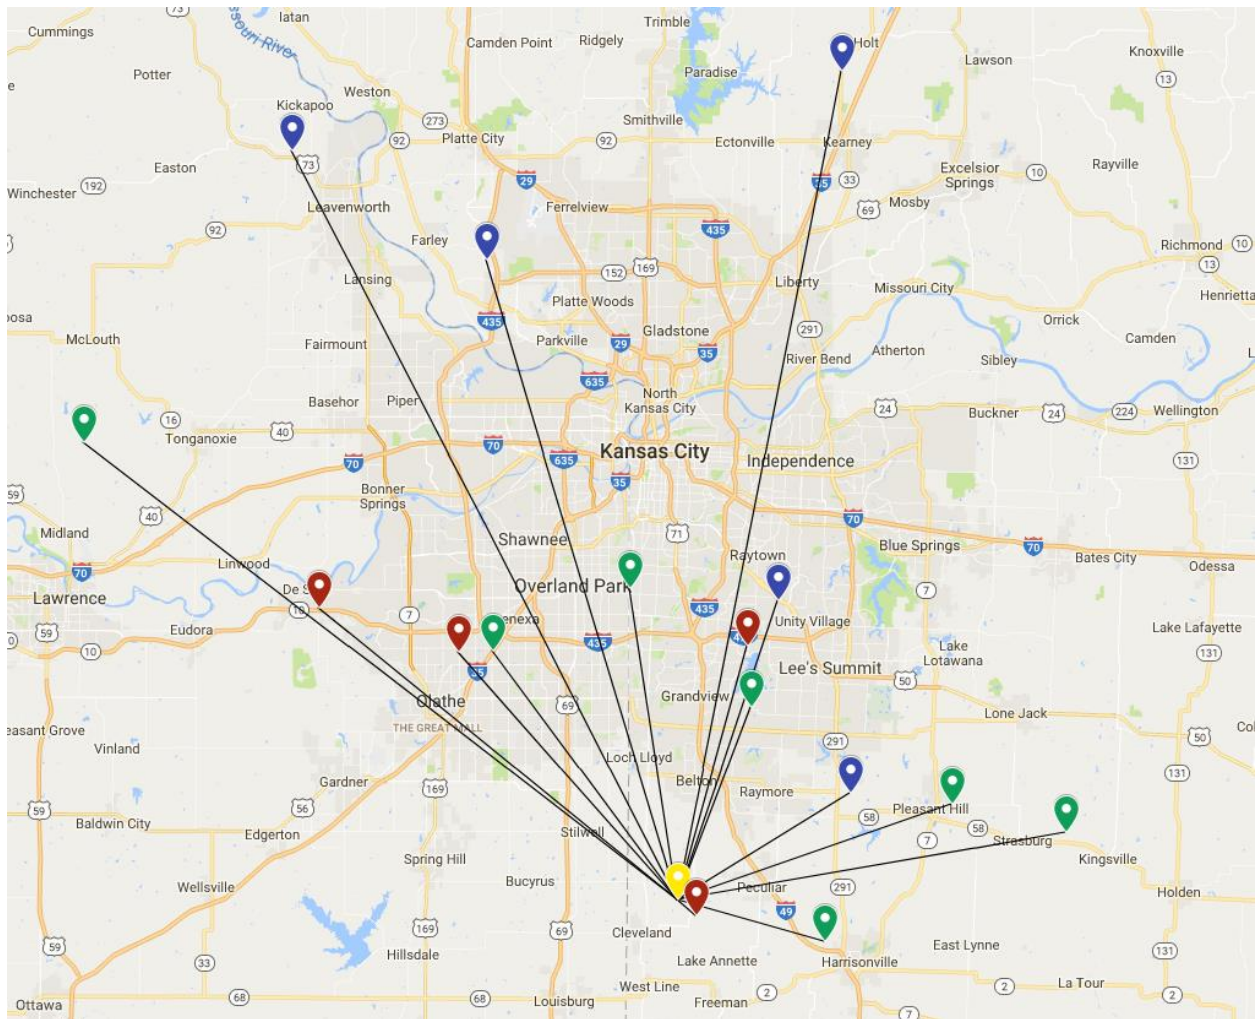 73
Iatan
Cummings
Missouri River
Trimble
Camden Point
Ridgely
Holt
Knoxville
Lawson
Potter
Paradise
13
Weston
Kickapoo
Smithville
273
Platte City
92
92
Ectonville
Kearney
Easton
73
Excelsior
Springs
Rayville
10
Winchester
192
29
33
Leavenworth
Ferrelview
69
Mosby
92
Farley
435
Richmond
10
13
Lansing
152
169
Liberty
Missouri City
Henrietta
Platte Woods
435
Orrick
McLouth
Fairmount
Parkville
29
Gladstone
35
291
River Bend
Atherton
Sibley
Camden
635
Basehor
Piper
North
Kansas City
24
Buckner
24
224
Wellington
16
Tonganoxie
40
70
Kansas City
635
Independence
70
131
35
59
Bonner
Springs
40
70
Midland
71
Shawnee
Raytown
Blue Springs
70
Bates City
Odessa
Linwood
70
Overland Park
Lawrence
10
7
435
7
59
Eudora
435
Unity Village
Lake Lafayette
10
Lake
Lotawana
131
35
Lee's Summit
50
Olathe
69
Grandview
Lone Jack
THE GREAT MALL
Vinland
291
50
Loch Lloyd
Gardner
169
Belton
Raymore
131
59
56
58
Pleasant Hill
Baldwin City
Edgerton
Stilwell
58
7
Strasburg
Spring Hill
Kingsville
Wellsville
Bucyrus
Peculiar
291
Holden
49
169
69
Cleveland
59
Hillsdale
East Lynne
131
33
Lake Annette
Harrisonville
West Line
La Tour
68
68
Louisburg
Freeman
2
2
2
Ottawa
7